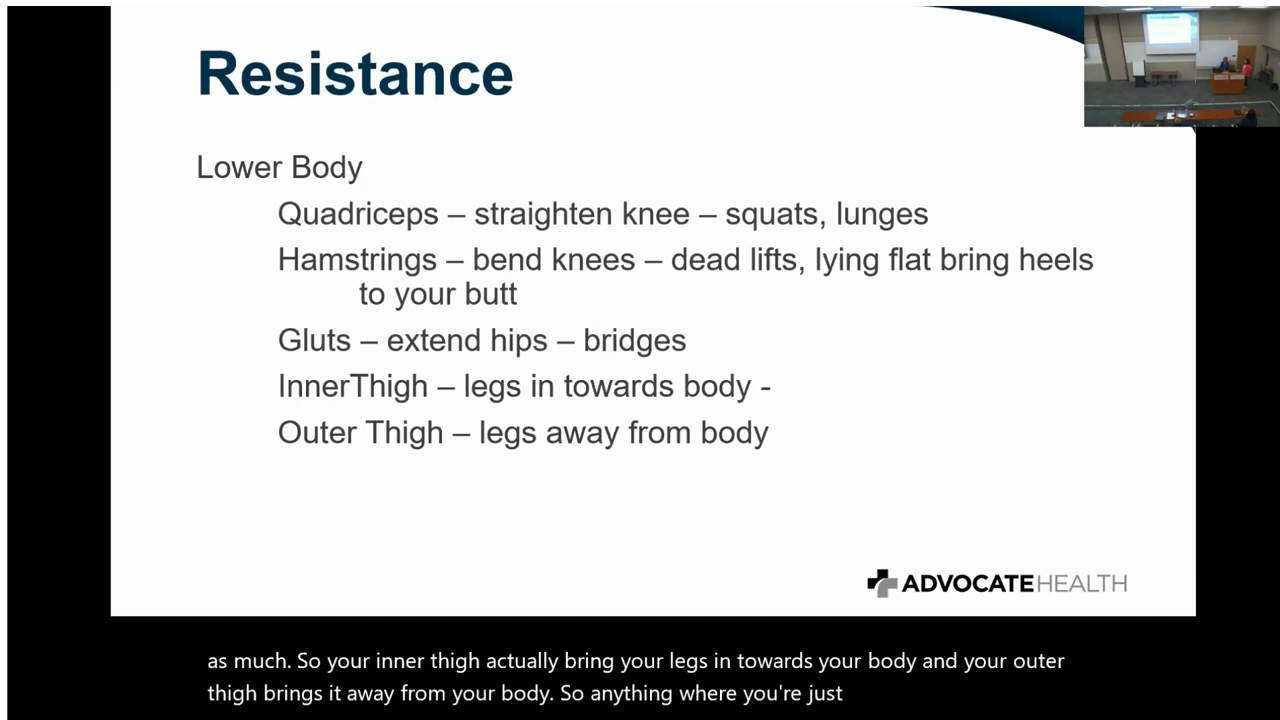 Resistance
Lower Body
Quadriceps – straighten knee – squats, lunges
Hamstrings – bend knees – dead lifts, lying flat bring heels
to your butt
Gluts – extend hips – bridges
InnerThigh – legs in towards body -
Outer Thigh – legs away from body
ADVOCATEHEALTH
as much. So your inner thigh actually bring your legs in towards your body and your outer
thigh brings it away from your body. So anything where you're just